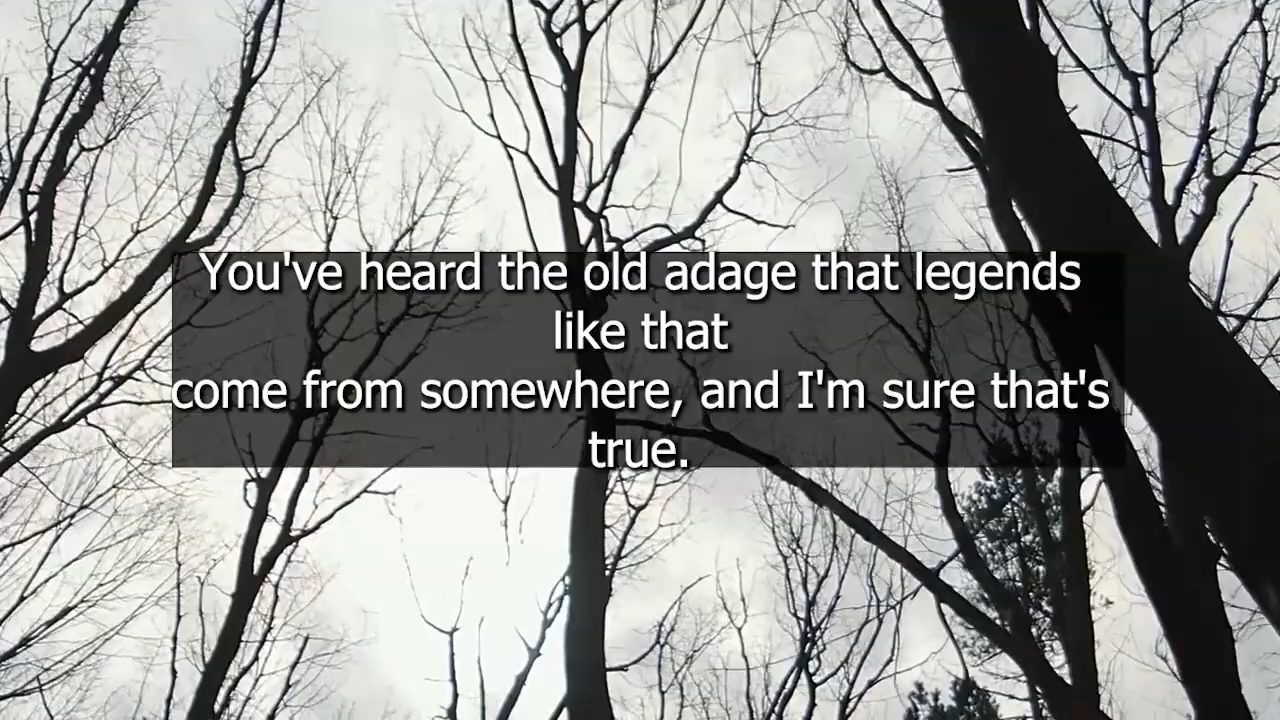 You've heard the old adage that legends
like that
come from somewhere, and I'm sure that's
true.